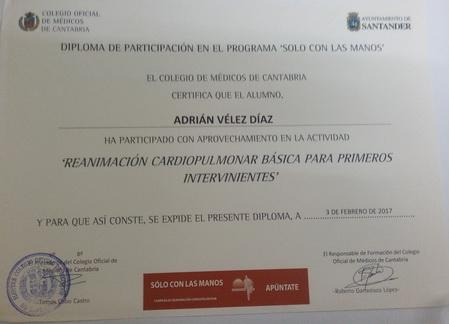 COLEGIO OFICIAL
DE MÉDICOS
DE CANTABRIA
AYUNTAMIENTO DE
SANTANDER
DIPLOMA DE PARTICIPACIÓN EN EL PROGRAMA ‘SOLO CON LAS MANOS’
EL COLEGIO DE MÉDICOS DE CANTABRIA
CERTIFICA QUE EL ALUMNO,
ADRIÁN VÉLEZ DÍAZ
HA PARTICIPADO CON APROVECHAMIENTO EN LA ACTIVIDAD
‘REANIMACIÓN CARDIOPULMONAR BÁSICA PARA PRIMEROS
INTERVINIENTES’
Y PARA QUE ASÍ CONSTE, SE EXPIDE EL PRESENTE DIPLOMA, A 3 DE FEBRERO DE 2017
del Colegio Oficial de
de Cantabria
Castro
El Responsable de Formación del Colegio
Oficial de Médicos de Cantabria
SÓLO CON LAS MANOS
APÚNTATE